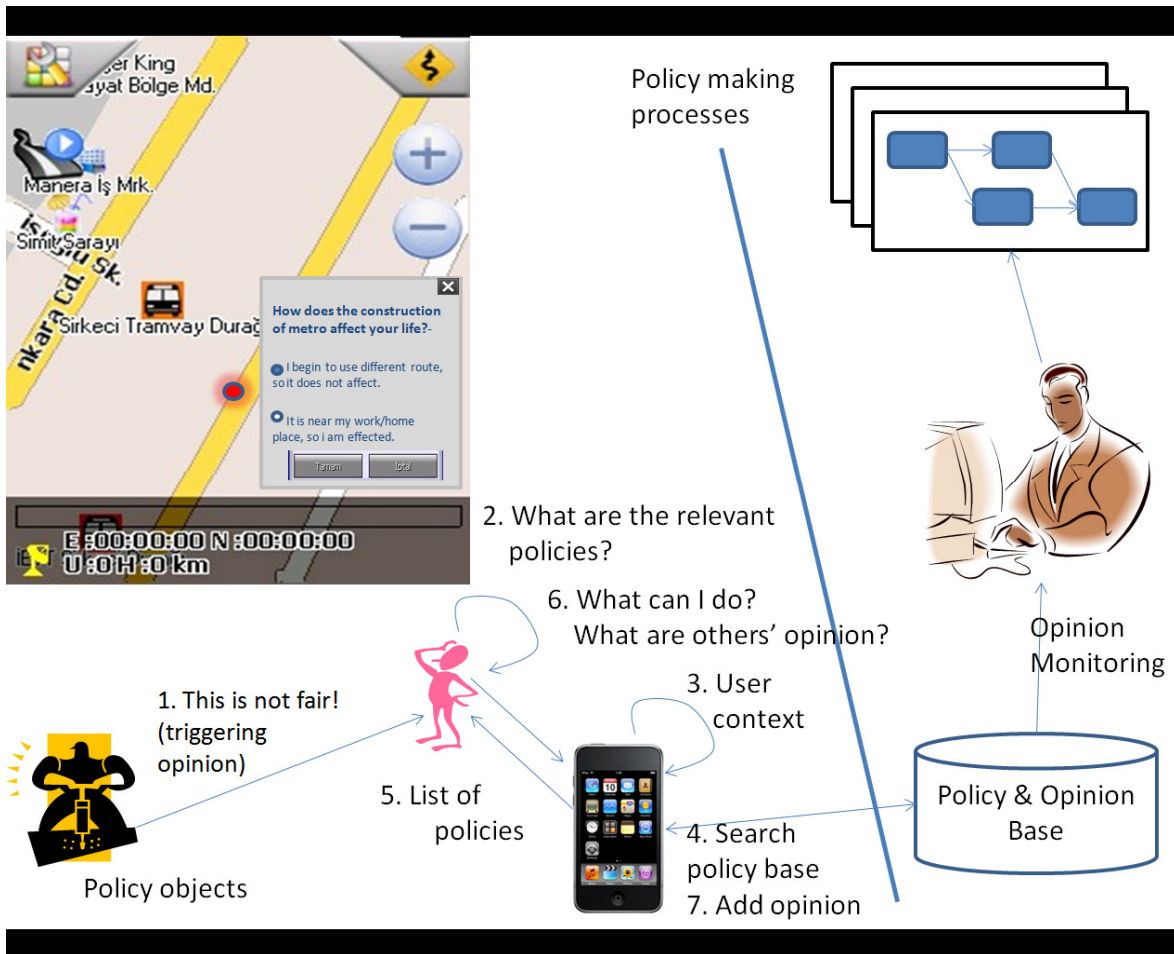 er King
ayat Bölge Md.
Manera İş Mrk.
Simit Sarayı
Sk.
nkara Cd.
Sirkeci Tramvay Durağ
How does the construction
of metro affect your life?-
I begin to use different route,
so it does not affect.
It is near my work/home
place, so i am effected.
Tamam
İptal
E :00:00:00 N :00:00:00
U :0 H :0 km
Policy making
processes
2. What are the relevant
policies?
6. What can I do?
What are others' opinion?
1. This is not fair!
(triggering
opinion)
3. User
context
5. List of
policies
Opinion
Monitoring
Policy & Opinion
Base
4. Search
policy base
7. Add opinion
Policy objects